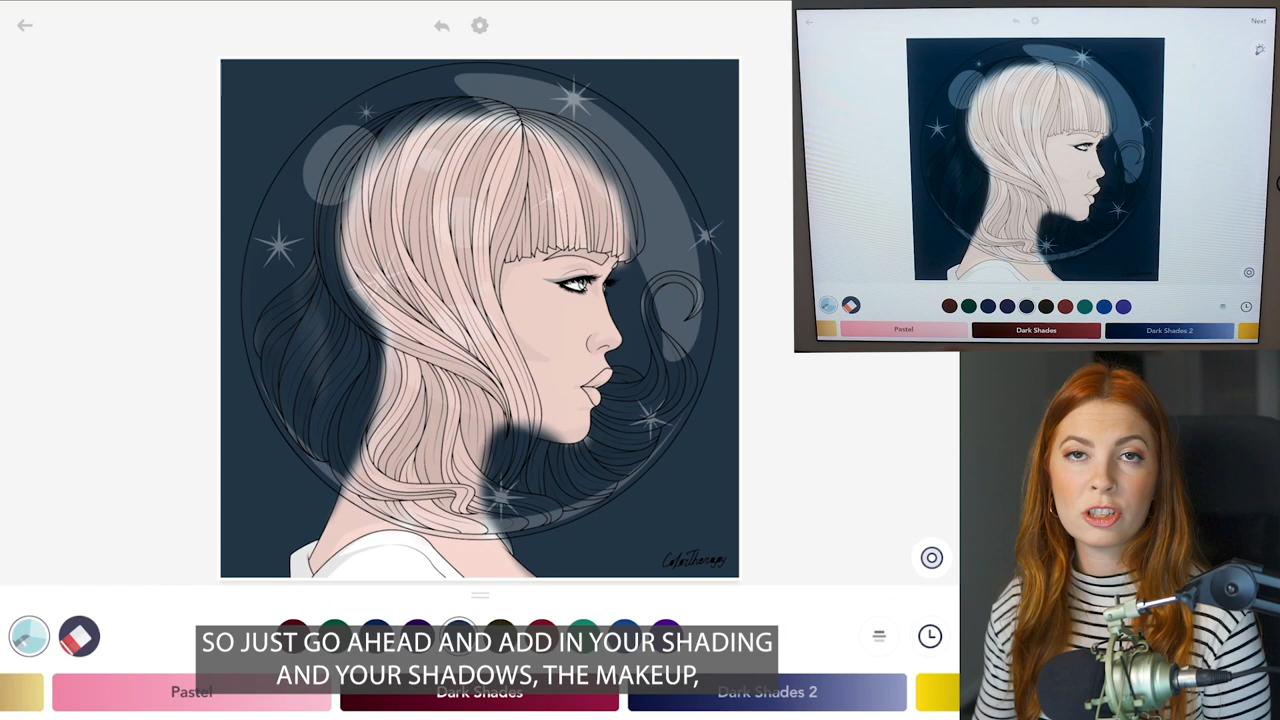 Next
ColorTherapy
Pastel
Dark Shades
Dark Shades 2
SO JUST GO AHEAD AND ADD IN YOUR SHADING
AND YOUR SHADOWS, THE MAKEUP,
Pastel
Dark Shades
Dark Shades 2